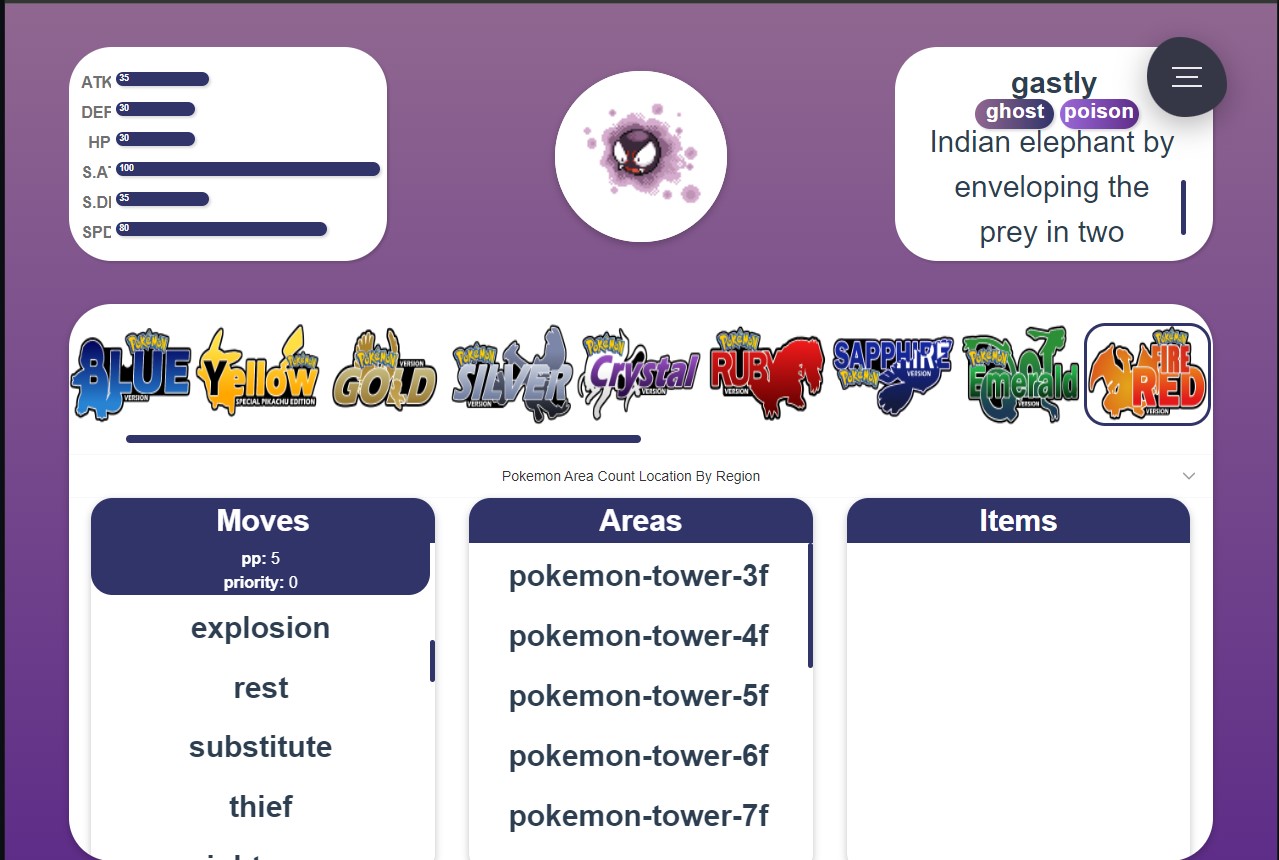 ATK 35
DEF 30
HP 30
S.AT 100
S.DE 35
SPD 80
gastly
ghost poison
Indian elephant by
enveloping the
prey in two
POKéMON BLUE VERSION
POKéMON Yellow VERSION SPECIAL PIKACHU EDITION
POKéMON GOLD VERSION
POKéMON SILVER VERSION
POKéMON Crystal VERSION
POKéMON RUBY VERSION
SAPPHIRE POKéMON VERSION
POKéMON Emerald VERSION
POKéMON FIRE RED VERSION
Pokemon Area Count Location By Region
Moves
pp: 5
priority: 0
explosion
rest
substitute
thief
Areas
pokemon-tower-3f
pokemon-tower-4f
pokemon-tower-5f
pokemon-tower-6f
pokemon-tower-7f
Items